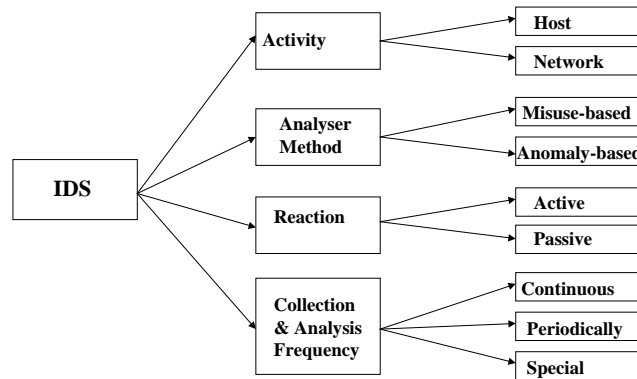 IDS
Activity
Host
Network
Analyser
Method
Misuse-based
Anomaly-based
Reaction
Active
Passive
Collection
& Analysis
Frequency
Continuous
Periodically
Special